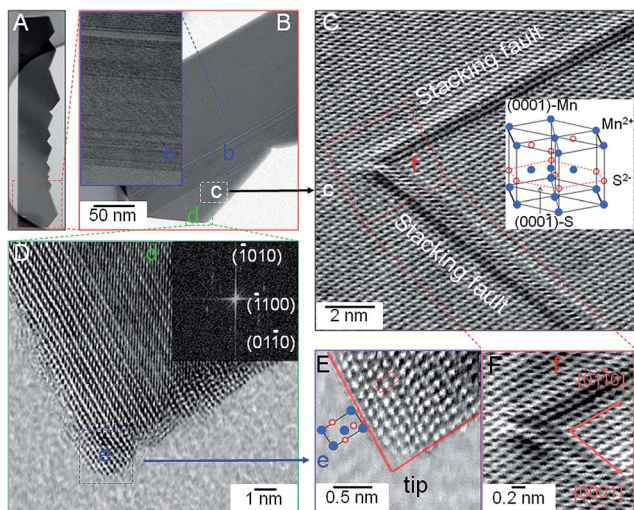 A
B
b
b
c
d
50 nm
C
Stacking fault
(0001)-Mn
Mn²⁺
S²⁻
(0001̄)-S
f
c
Stacking fault
2 nm
D
d
(1̄010)
(1̄100)
(011̄0)
e
1 nm
E
e
tip
0.5 nm
F
f
[011̄0]
[0001]
0.2 nm